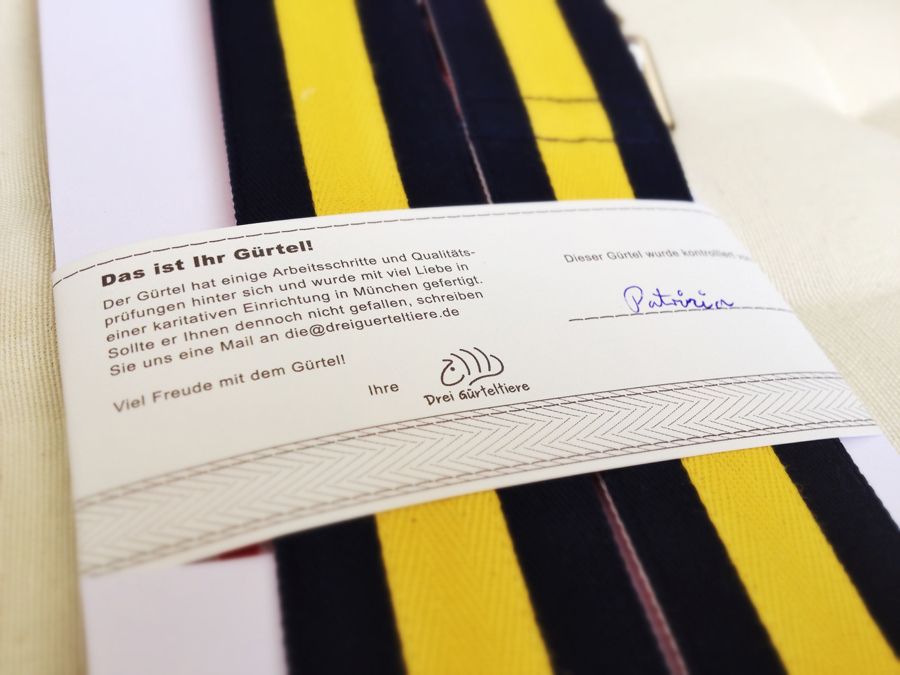 Das ist Ihr Gürtel!
Der Gürtel hat einige Arbeitsschritte und Qualitäts-
prüfungen hinter sich und wurde mit viel Liebe in
einer karitativen Einrichtung in München gefertigt.
Sollte er Ihnen dennoch nicht gefallen, schreiben
Sie uns eine Mail an die@dreiguerteltiere.de
Viel Freude mit dem Gürtel!
Ihre
Drei Gürteltiere
Dieser Gürtel wurde kontrolliert von
Patrizia